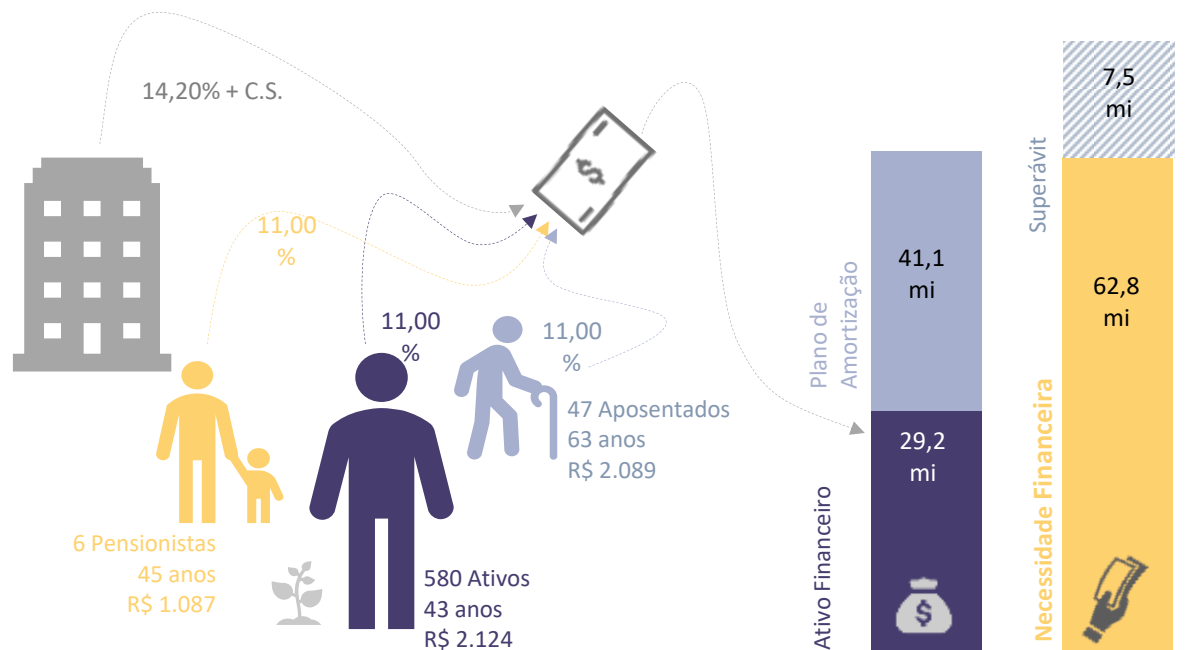 14,20% + C.S.
11,00
%
11,00
%
11,00
%
6 Pensionistas
45 anos
R$ 1.087
580 Ativos
43 anos
R$ 2.124
47 Aposentados
63 anos
R$ 2.089
$
Plano de
Amortização
41,1
mi
Ativo Financeiro
29,2
mi
$
Superávit
7,5
mi
Necessidade Financeira
62,8
mi